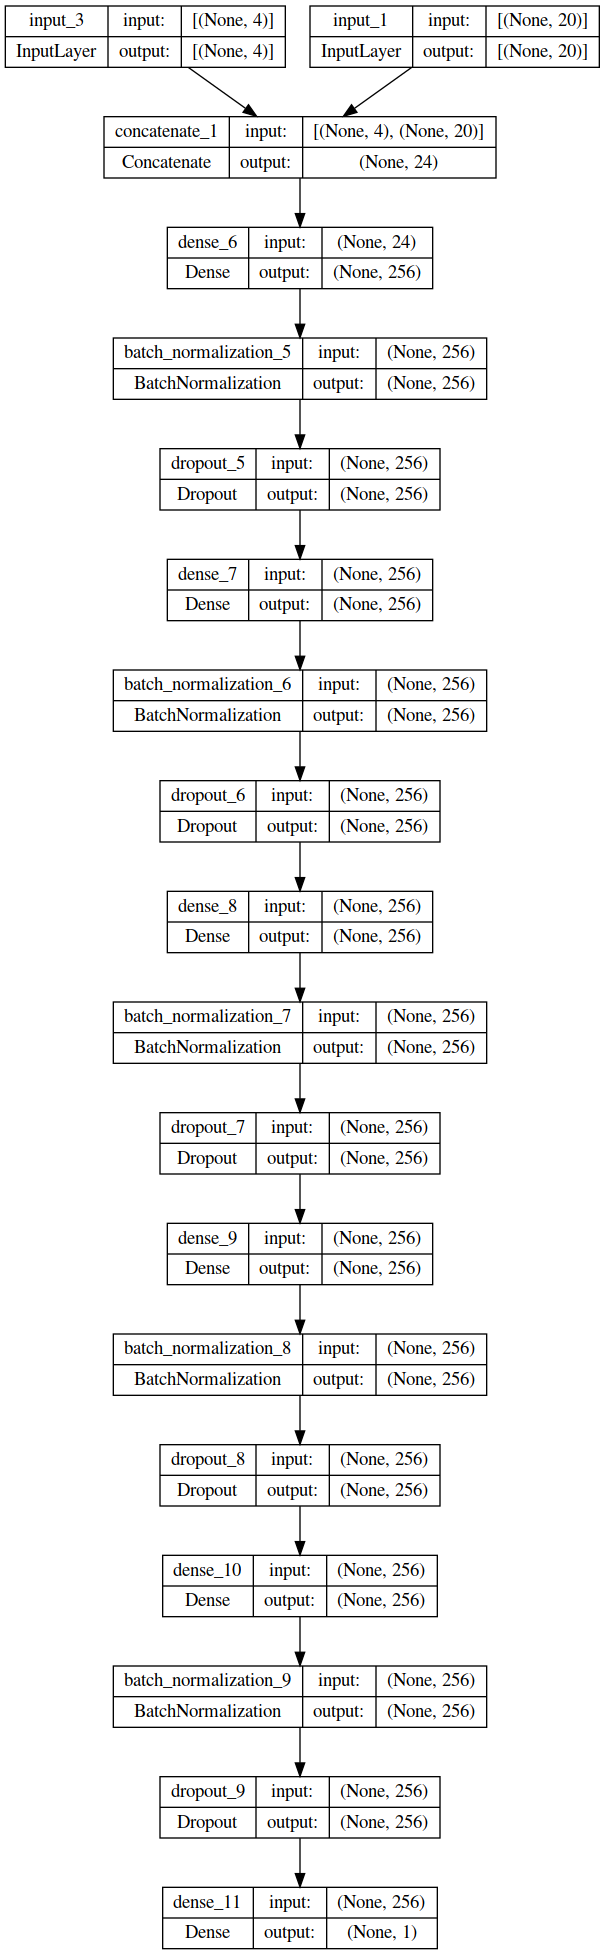 input_3 input: [(None, 4)]
InputLayer output: [(None, 4)]
input_1 input: [(None, 20)]
InputLayer output: [(None, 20)]
concatenate_1 input: [(None, 4), (None, 20)]
Concatenate output: (None, 24)
dense_6 input: (None, 24)
Dense output: (None, 256)
batch_normalization_5 input: (None, 256)
BatchNormalization output: (None, 256)
dropout_5 input: (None, 256)
Dropout output: (None, 256)
dense_7 input: (None, 256)
Dense output: (None, 256)
batch_normalization_6 input: (None, 256)
BatchNormalization output: (None, 256)
dropout_6 input: (None, 256)
Dropout output: (None, 256)
dense_8 input: (None, 256)
Dense output: (None, 256)
batch_normalization_7 input: (None, 256)
BatchNormalization output: (None, 256)
dropout_7 input: (None, 256)
Dropout output: (None, 256)
dense_9 input: (None, 256)
Dense output: (None, 256)
batch_normalization_8 input: (None, 256)
BatchNormalization output: (None, 256)
dropout_8 input: (None, 256)
Dropout output: (None, 256)
dense_10 input: (None, 256)
Dense output: (None, 256)
batch_normalization_9 input: (None, 256)
BatchNormalization output: (None, 256)
dropout_9 input: (None, 256)
Dropout output: (None, 256)
dense_11 input: (None, 256)
Dense output: (None, 1)